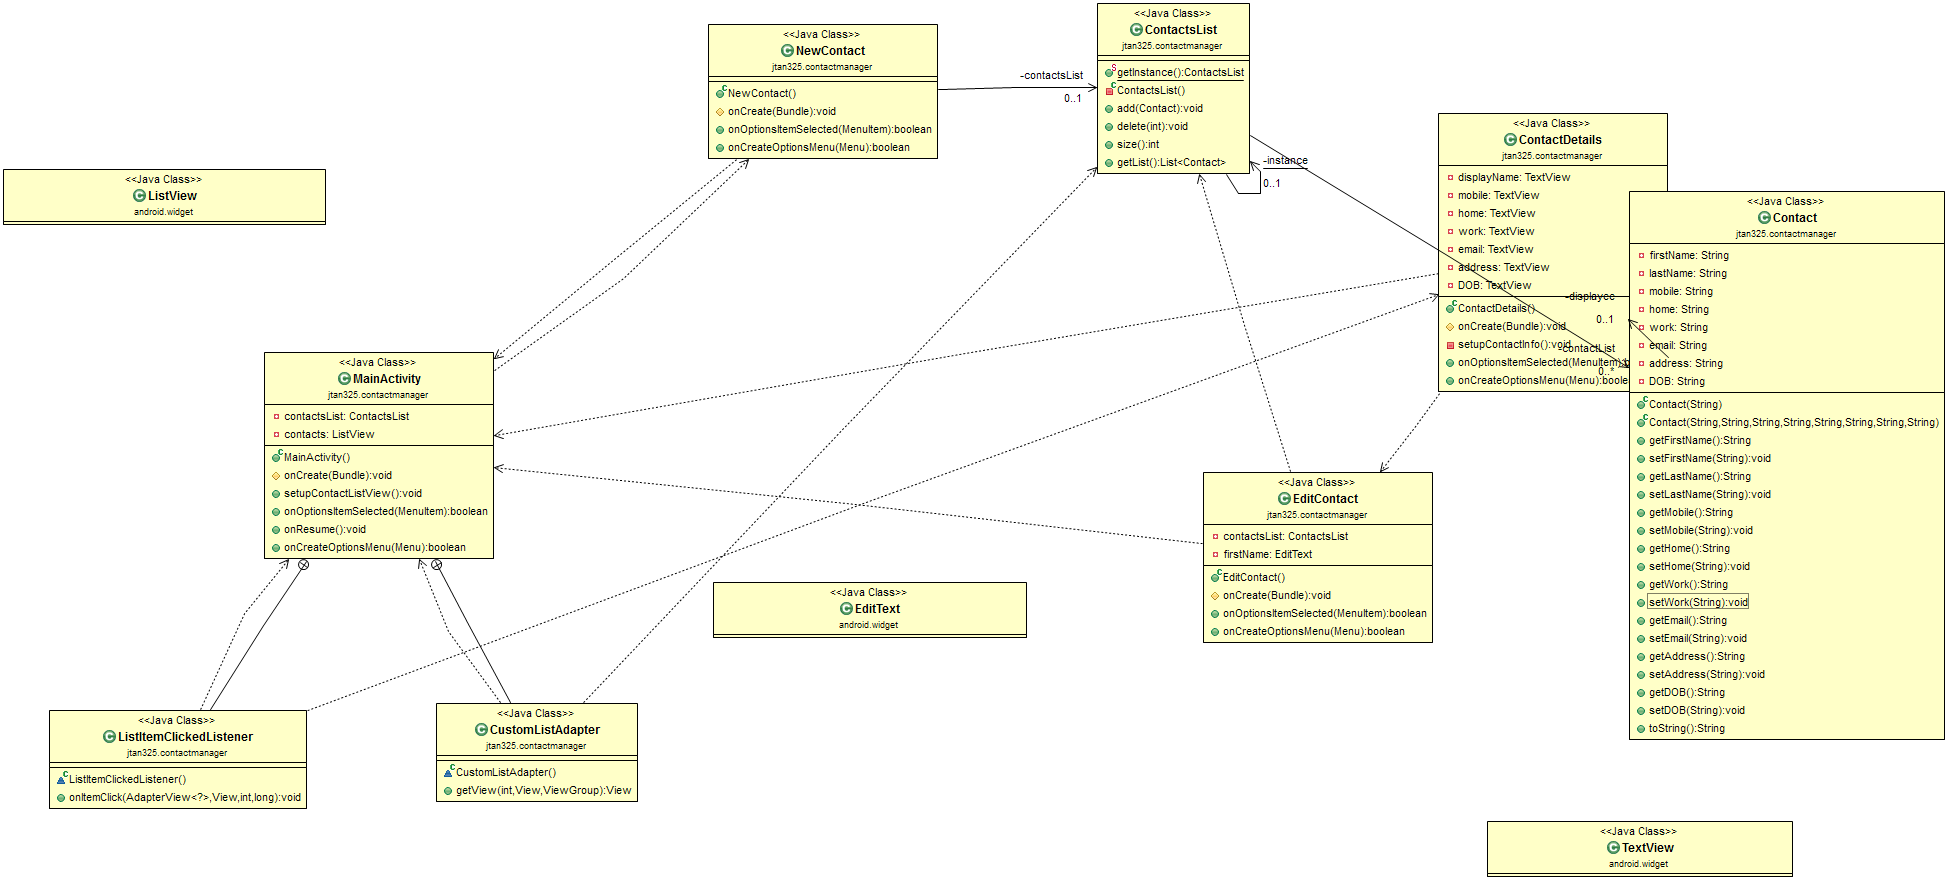 <<Java Class>>
ListView
android.widget
<<Java Class>>
NewContact
jtan325.contactmanager
NewContact()
onCreate(Bundle):void
onOptionsItemSelected(MenuItem):boolean
onCreateOptionsMenu(Menu):boolean
-contactsList
0..1
<<Java Class>>
ContactsList
jtan325.contactmanager
getInstance():ContactsList
ContactsList()
add(Contact):void
delete(int):void
size():int
getList():List<Contact>
-instance
0..1
<<Java Class>>
ContactDetails
jtan325.contactmanager
displayName: TextView
mobile: TextView
home: TextView
work: TextView
email: TextView
address: TextView
DOB: TextView
ContactDetails()
onCreate(Bundle):void
setupContactInfo():void
onOptionsItemSelected(MenuItem):b
onCreateOptionsMenu(Menu):boole
-displayee
0..1
-contactList
0..*
<<Java Class>>
Contact
jtan325.contactmanager
firstName: String
lastName: String
mobile: String
home: String
work: String
email: String
address: String
DOB: String
Contact(String)
Contact(String,String,String,String,String,String,String,String)
getFirstName():String
setFirstName(String):void
getLastName():String
setLastName(String):void
getMobile():String
setMobile(String):void
getHome():String
setHome(String):void
getWork():String
setWork(String):void
getEmail():String
setEmail(String):void
getAddress():String
setAddress(String):void
getDOB():String
setDOB(String):void
toString():String
<<Java Class>>
MainActivity
jtan325.contactmanager
contactsList: ContactsList
contacts: ListView
MainActivity()
onCreate(Bundle):void
setupContactListView():void
onOptionsItemSelected(MenuItem):boolean
onResume():void
onCreateOptionsMenu(Menu):boolean
<<Java Class>>
EditContact
jtan325.contactmanager
contactsList: ContactsList
firstName: EditText
EditContact()
onCreate(Bundle):void
onOptionsItemSelected(MenuItem):boolean
onCreateOptionsMenu(Menu):boolean
<<Java Class>>
EditText
android.widget
<<Java Class>>
ListItemClickedListener
jtan325.contactmanager
ListItemClickedListener()
onItemClick(AdapterView<?>,View,int,long):void
<<Java Class>>
CustomListAdapter
jtan325.contactmanager
CustomListAdapter()
getView(int,View,ViewGroup):View
<<Java Class>>
TextView
android.widget